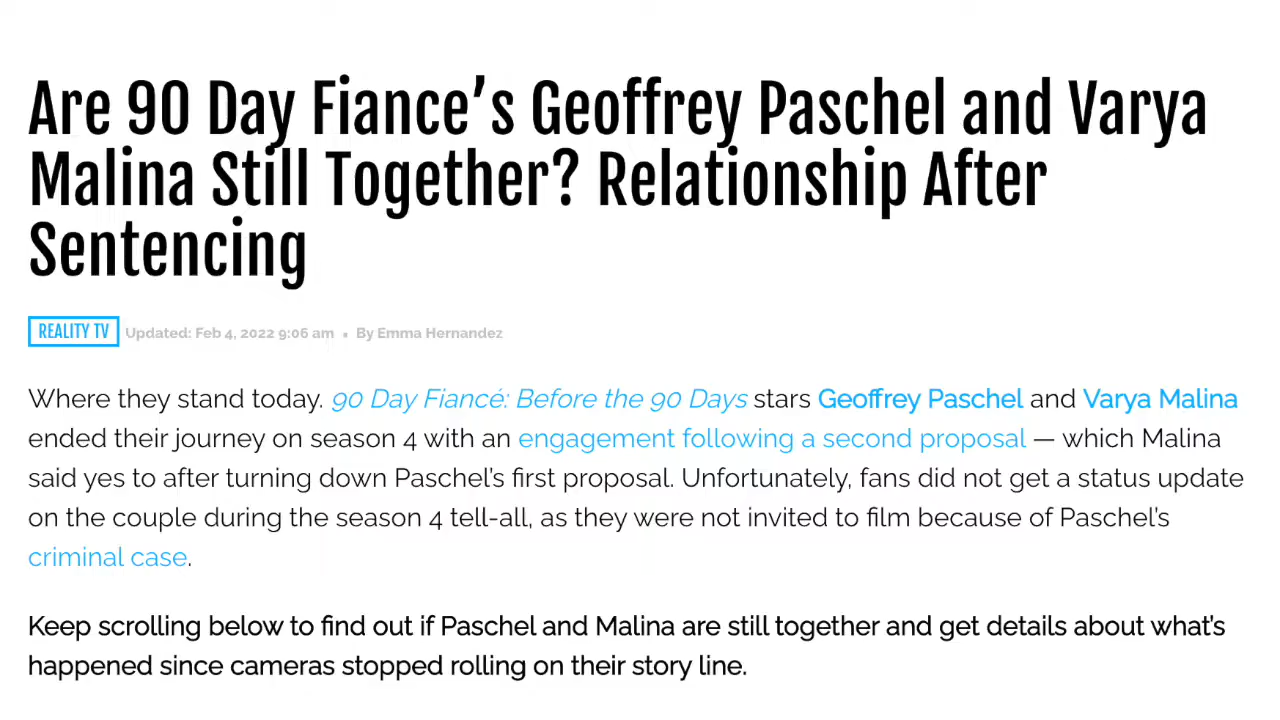 Are 90 Day Fiance’s Geoffrey Paschel and Varya
Malina Still Together? Relationship After
Sentencing
REALITY TV Updated: Feb 4, 2022 9:06 am • By Emma Hernandez
Where they stand today. 90 Day Fiancé: Before the 90 Days stars Geoffrey Paschel and Varya Malina
ended their journey on season 4 with an engagement following a second proposal — which Malina
said yes to after turning down Paschel’s first proposal. Unfortunately, fans did not get a status update
on the couple during the season 4 tell-all, as they were not invited to film because of Paschel’s
criminal case.
Keep scrolling below to find out if Paschel and Malina are still together and get details about what’s
happened since cameras stopped rolling on their story line.